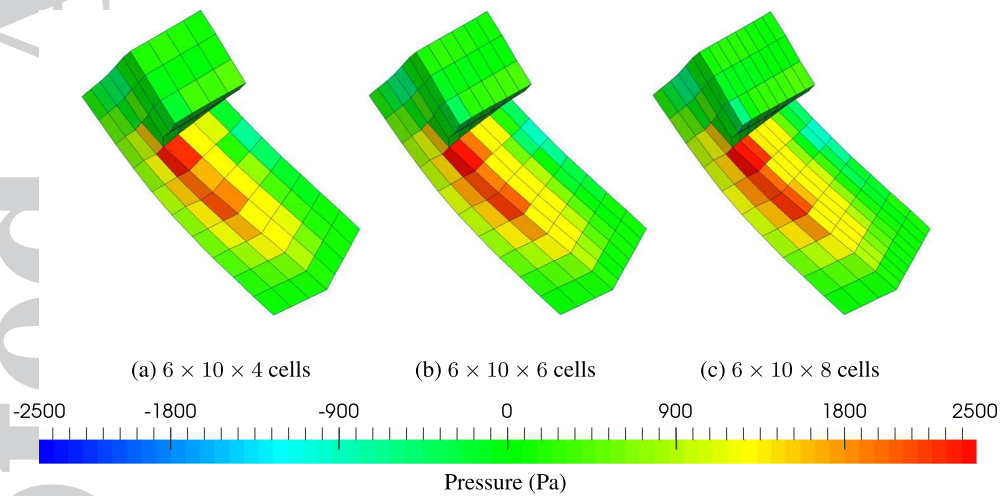 (a) 6 × 10 × 4 cells
(b) 6 × 10 × 6 cells
(c) 6 × 10 × 8 cells
-2500 -1800 -900 0 900 1800 2500
Pressure (Pa)